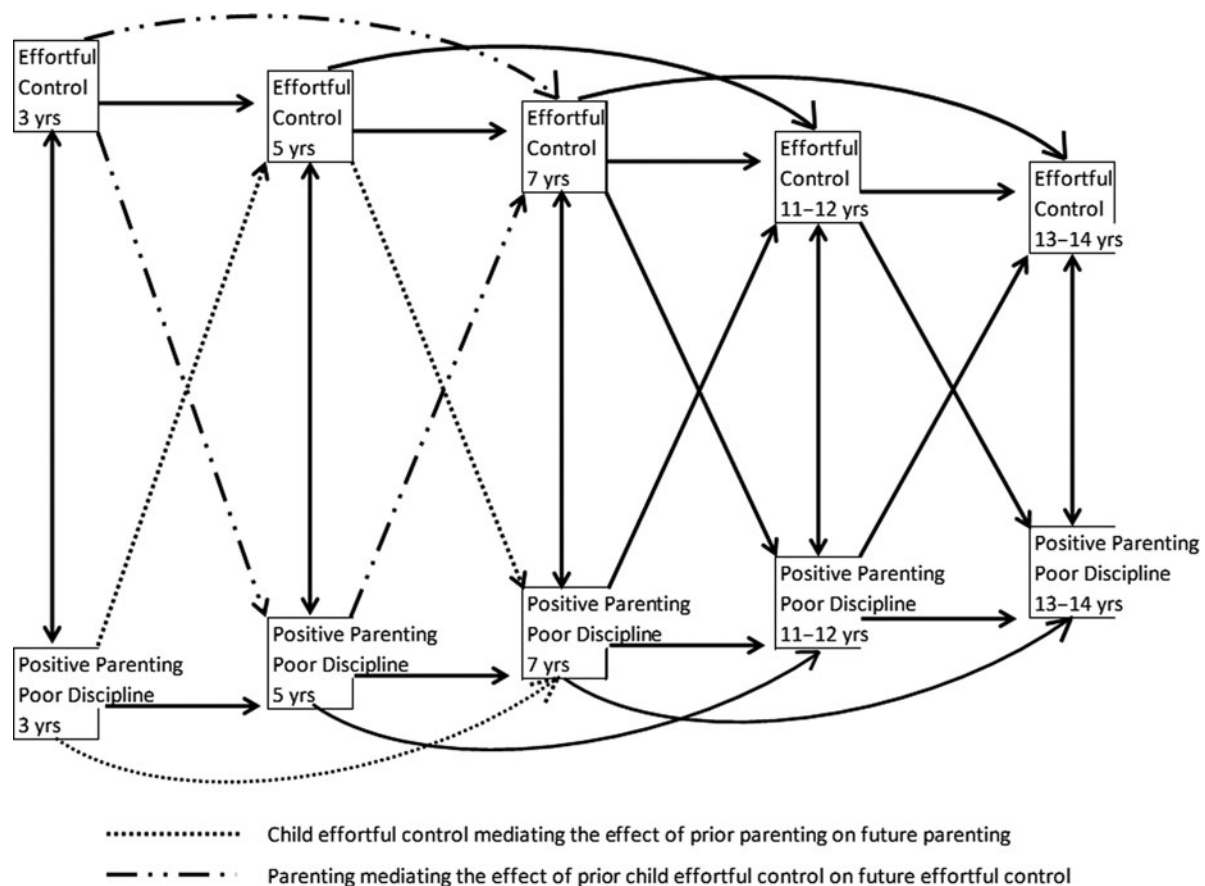 Effortful
Control
3 yrs
Effortful
Control
5 yrs
Effortful
Control
7 yrs
Effortful
Control
11–12 yrs
Effortful
Control
13–14 yrs
Positive Parenting
Poor Discipline
3 yrs
Positive Parenting
Poor Discipline
5 yrs
Positive Parenting
Poor Discipline
7 yrs
Positive Parenting
Poor Discipline
11–12 yrs
Positive Parenting
Poor Discipline
13–14 yrs
Child effortful control mediating the effect of prior parenting on future parenting
Parenting mediating the effect of prior child effortful control on future effortful control